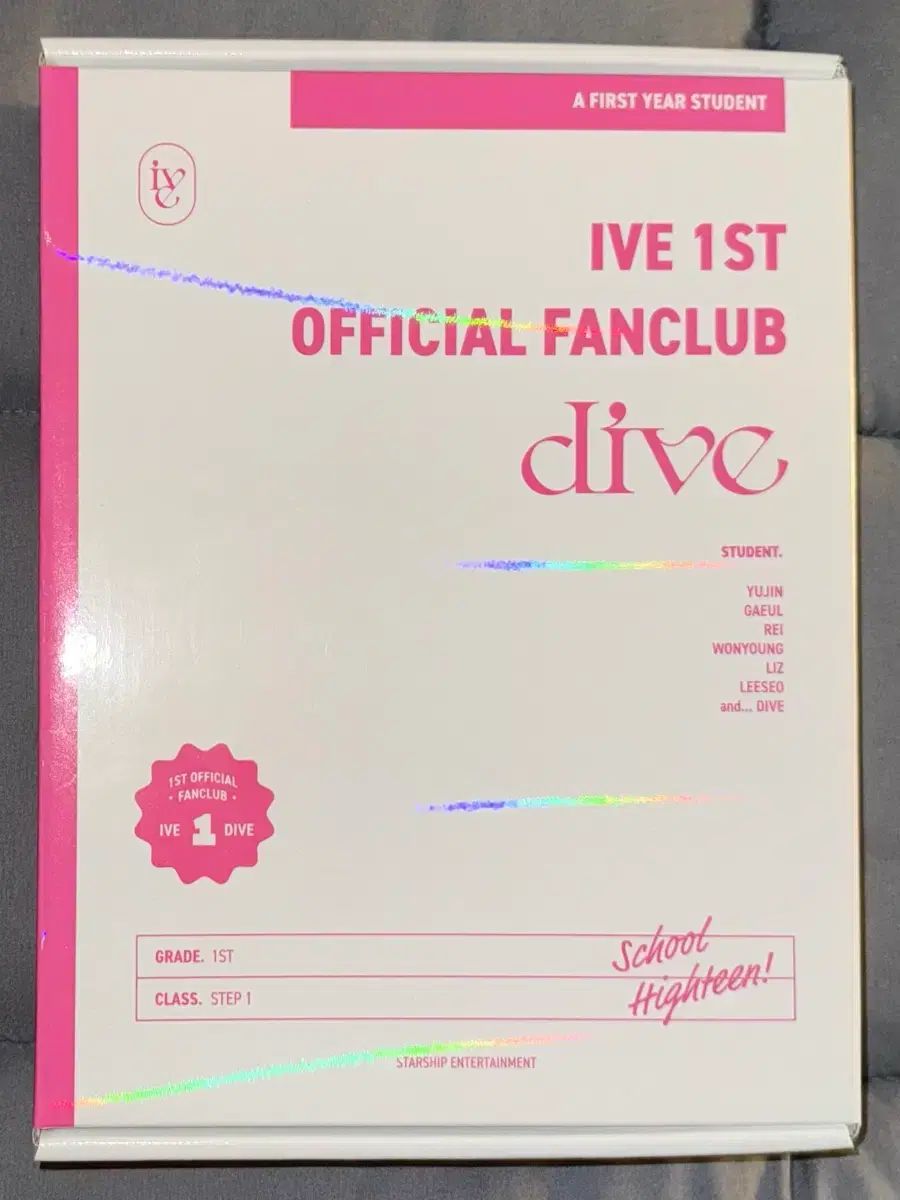 A FIRST YEAR STUDENT
ive
IVE 1ST
OFFICIAL FANCLUB
dive
STUDENT.
YUJIN
GAEUL
REI
WONYOUNG
LIZ
LEESEO
and... DIVE
1ST OFFICIAL
• FANCLUB •
IVE 1 DIVE
GRADE. 1ST
CLASS. STEP 1
School
Highteen!
STARSHIP ENTERTAINMENT